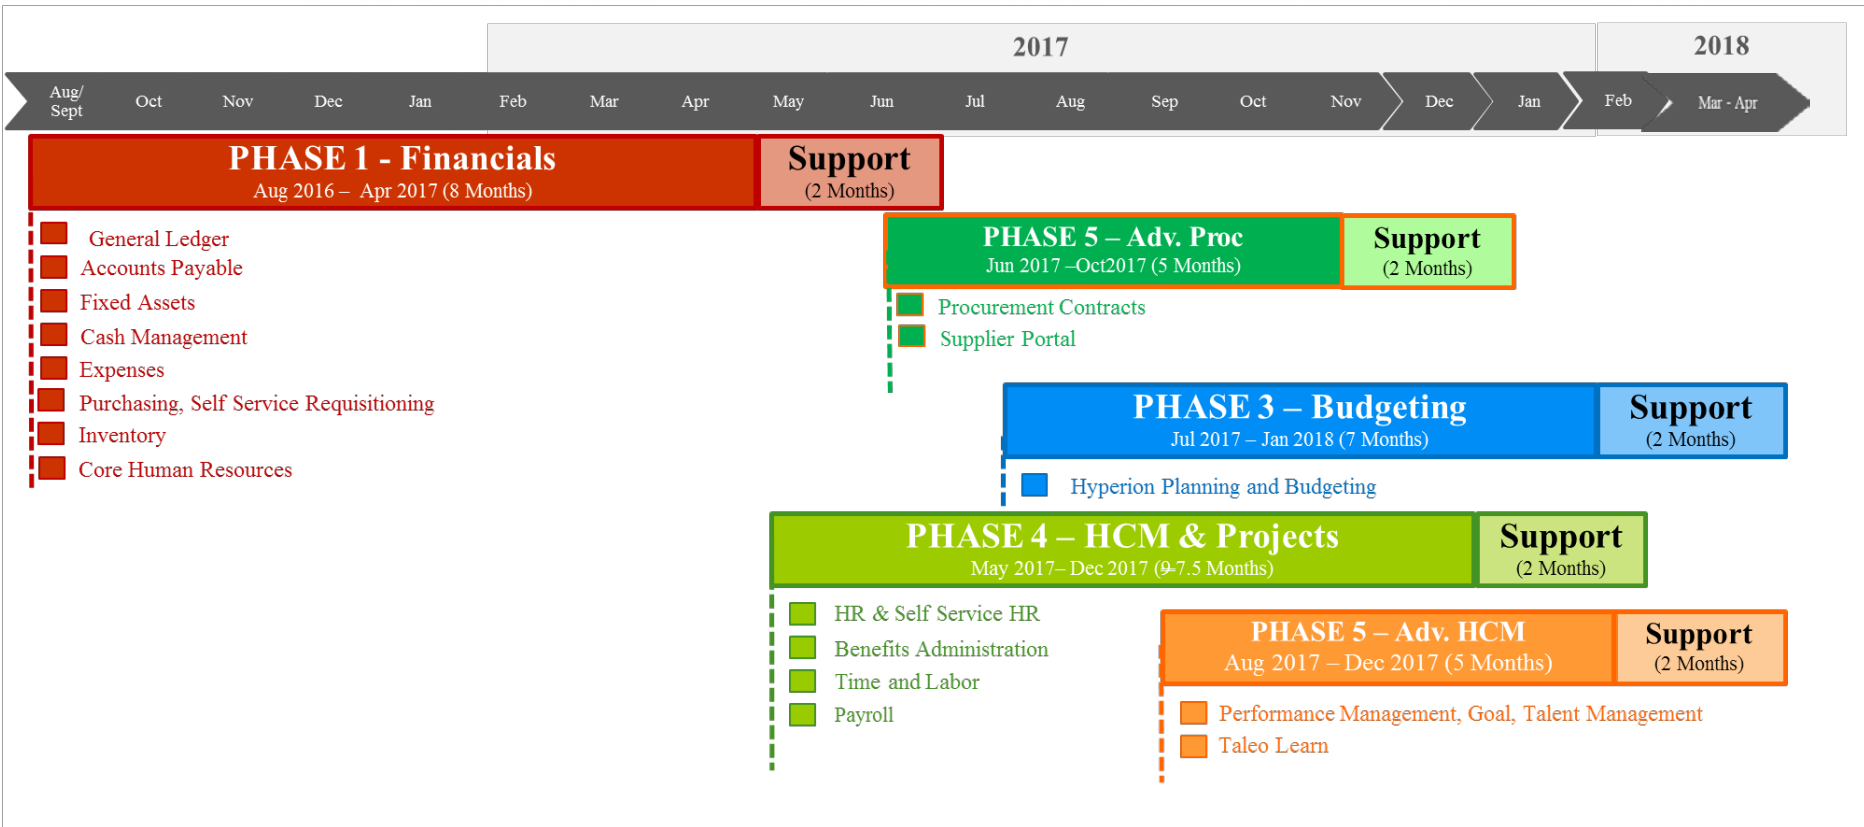 2017
2018
Aug/
Sept
Oct
Nov
Dec
Jan
Feb
Mar
Apr
May
Jun
Jul
Aug
Sep
Oct
Nov
Dec
Jan
Feb
Mar - Apr
PHASE 1 - Financials
Aug 2016 – Apr 2017 (8 Months)
Support
(2 Months)
General Ledger
Accounts Payable
Fixed Assets
Cash Management
Expenses
Purchasing, Self Service Requisitioning
Inventory
Core Human Resources
PHASE 5 – Adv. Proc
Jun 2017 –Oct2017 (5 Months)
Support
(2 Months)
Procurement Contracts
Supplier Portal
PHASE 3 – Budgeting
Jul 2017 – Jan 2018 (7 Months)
Support
(2 Months)
Hyperion Planning and Budgeting
PHASE 4 – HCM & Projects
May 2017– Dec 2017 (9-7.5 Months)
Support
(2 Months)
HR & Self Service HR
Benefits Administration
Time and Labor
Payroll
PHASE 5 – Adv. HCM
Aug 2017 – Dec 2017 (5 Months)
Support
(2 Months)
Performance Management, Goal, Talent Management
Taleo Learn